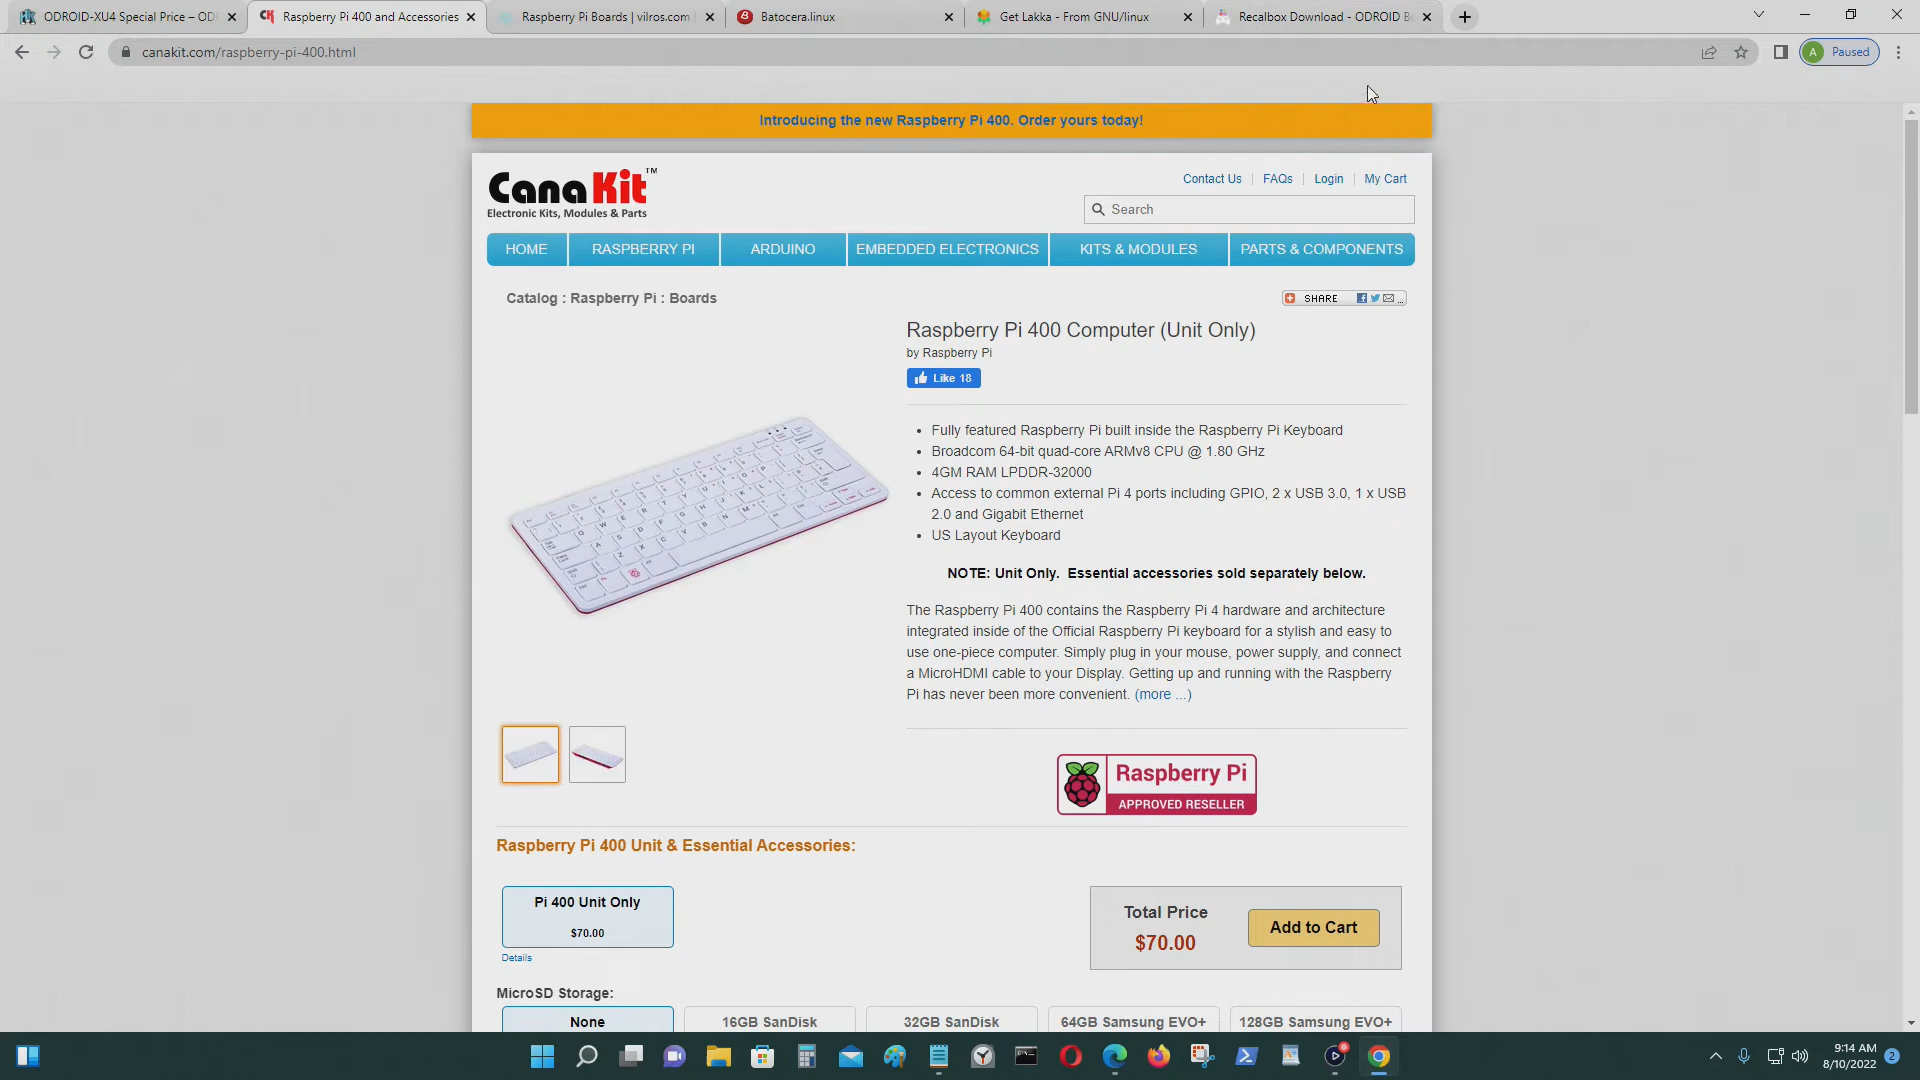 ODROID-XU4 Special Price – ODR
Raspberry Pi 400 and Accessories
Raspberry Pi Boards | vilros.com
Batocera.linux
Get Lakka - From GNU/linux
Recalbox Download - ODROID B
canakit.com/raspberry-pi-400.html
A Paused
Introducing the new Raspberry Pi 400. Order yours today!
CanaKit™
Electronic Kits, Modules & Parts
Contact Us
FAQs
Login
My Cart
Search
HOME
RASPBERRY PI
ARDUINO
EMBEDDED ELECTRONICS
KITS & MODULES
PARTS & COMPONENTS
Catalog : Raspberry Pi : Boards
SHARE
Raspberry Pi 400 Computer (Unit Only)
by Raspberry Pi
Like 18
• Fully featured Raspberry Pi built inside the Raspberry Pi Keyboard
• Broadcom 64-bit quad-core ARMv8 CPU @ 1.80 GHz
• 4GM RAM LPDDR-32000
• Access to common external Pi 4 ports including GPIO, 2 x USB 3.0, 1 x USB
2.0 and Gigabit Ethernet
• US Layout Keyboard
NOTE: Unit Only. Essential accessories sold separately below.
The Raspberry Pi 400 contains the Raspberry Pi 4 hardware and architecture
integrated inside of the Official Raspberry Pi keyboard for a stylish and easy to
use one-piece computer. Simply plug in your mouse, power supply, and connect
a MicroHDMI cable to your Display. Getting up and running with the Raspberry
Pi has never been more convenient. (more ...)
Raspberry Pi
APPROVED RESELLER
Raspberry Pi 400 Unit & Essential Accessories:
Pi 400 Unit Only
$70.00
Details
Total Price
$70.00
Add to Cart
MicroSD Storage:
None
16GB SanDisk
32GB SanDisk
64GB Samsung EVO+
128GB Samsung EVO+
9:14 AM
8/10/2022
2